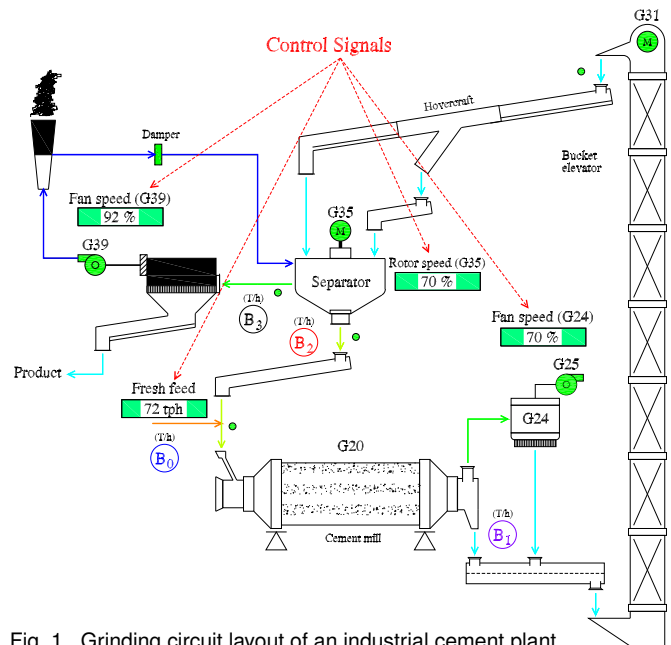 G31
M
Control Signals
Hovercraft
Damper
Bucket
elevator
Fan speed (G39)
92 %
G35
M
G39
Rotor speed (G35)
70 %
Separator
(T/h)
B3
(T/h)
B2
Fan speed (G24)
70 %
Product
Fresh feed
72 tph
G25
G24
(T/h)
B0
G20
(T/h)
B1
Cement mill
Fig. 1. Grinding circuit layout of an industrial cement plant